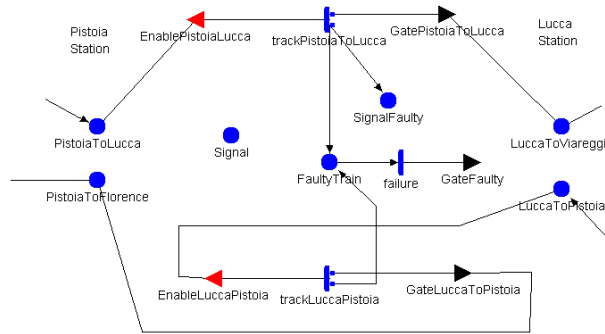 Pistoia
Station
Lucca
Station
EnablePistoiaLucca
trackPistoiaToLucca
GatePistoiaToLucca
SignalFaulty
PistoiaToLucca
Signal
LuccaToViareggi
FaultyTrain
failure
GateFaulty
PistoiaToFlorence
LuccaToPistoia
EnableLuccaPistoia
trackLuccaPistoia
GateLuccaToPistoia